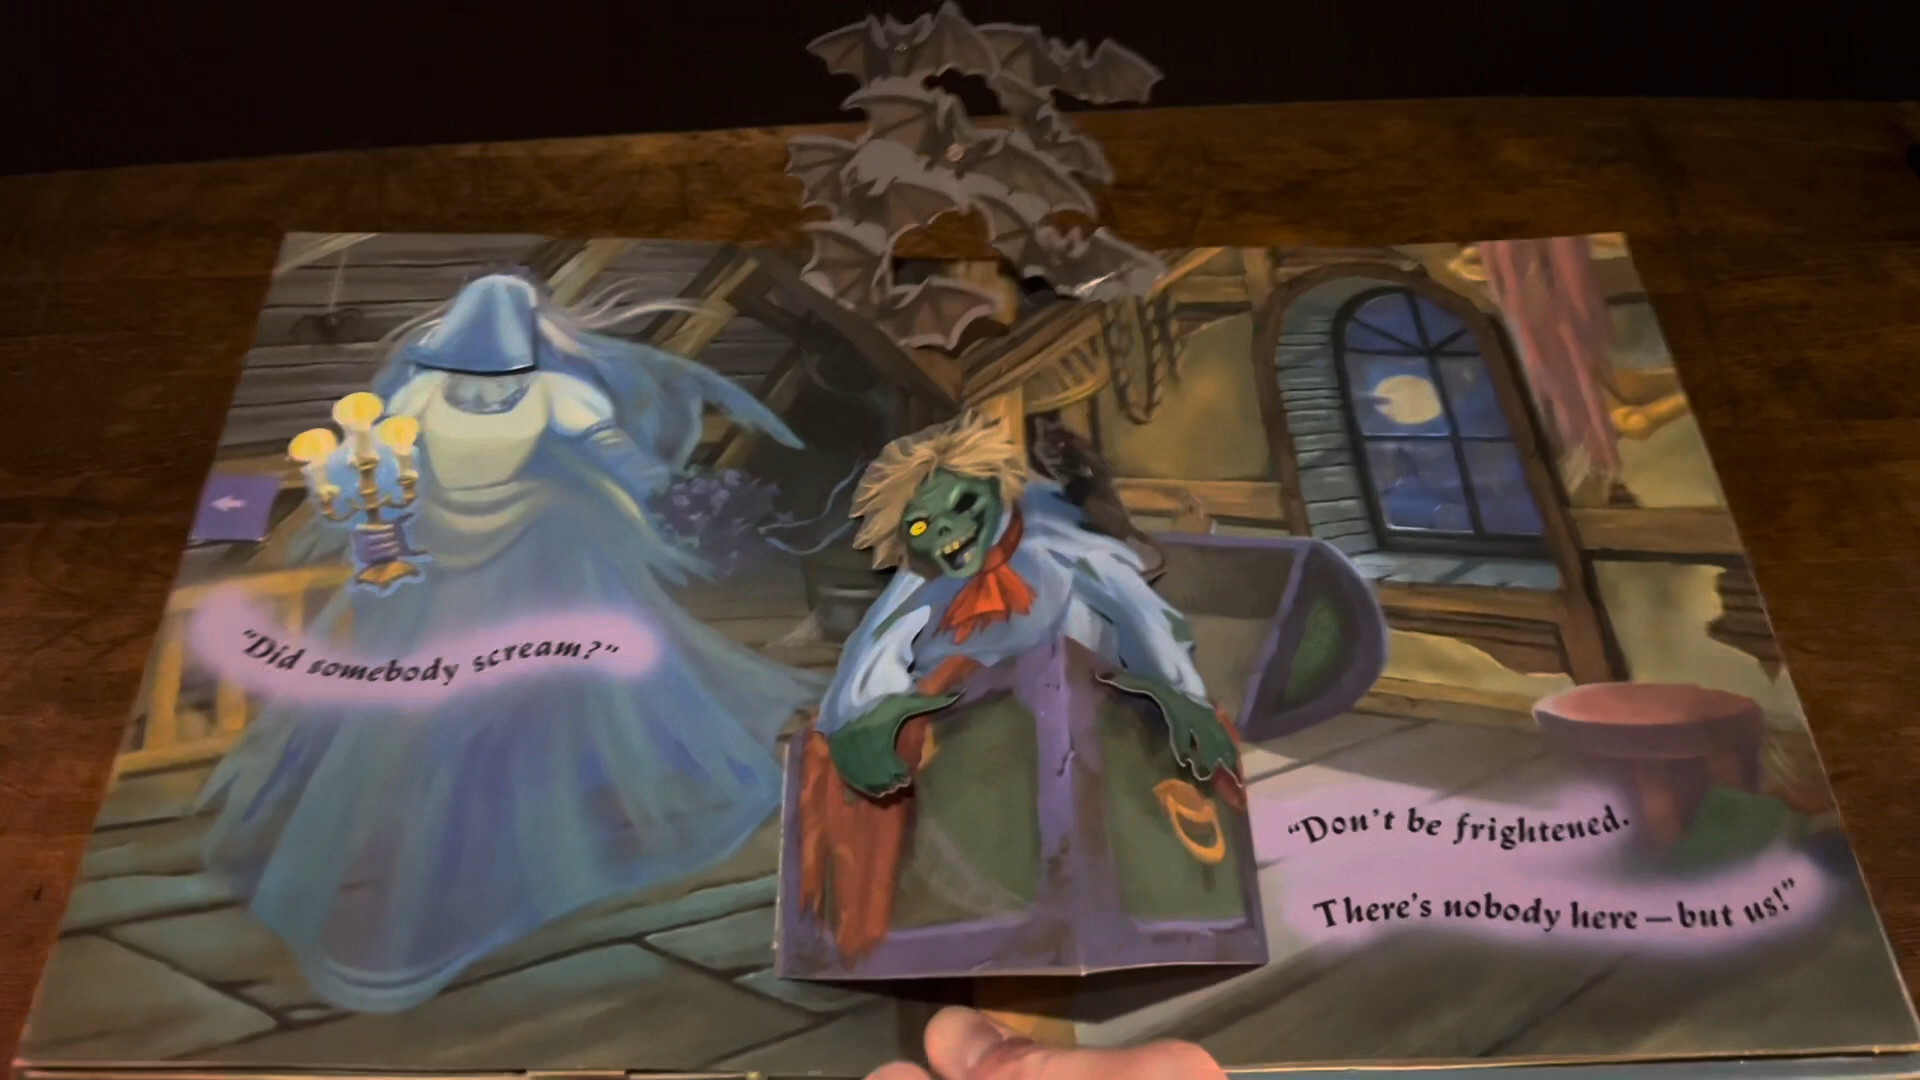 “Did somebody scream?”
“Don't be frightened.
There's nobody here—but us!”